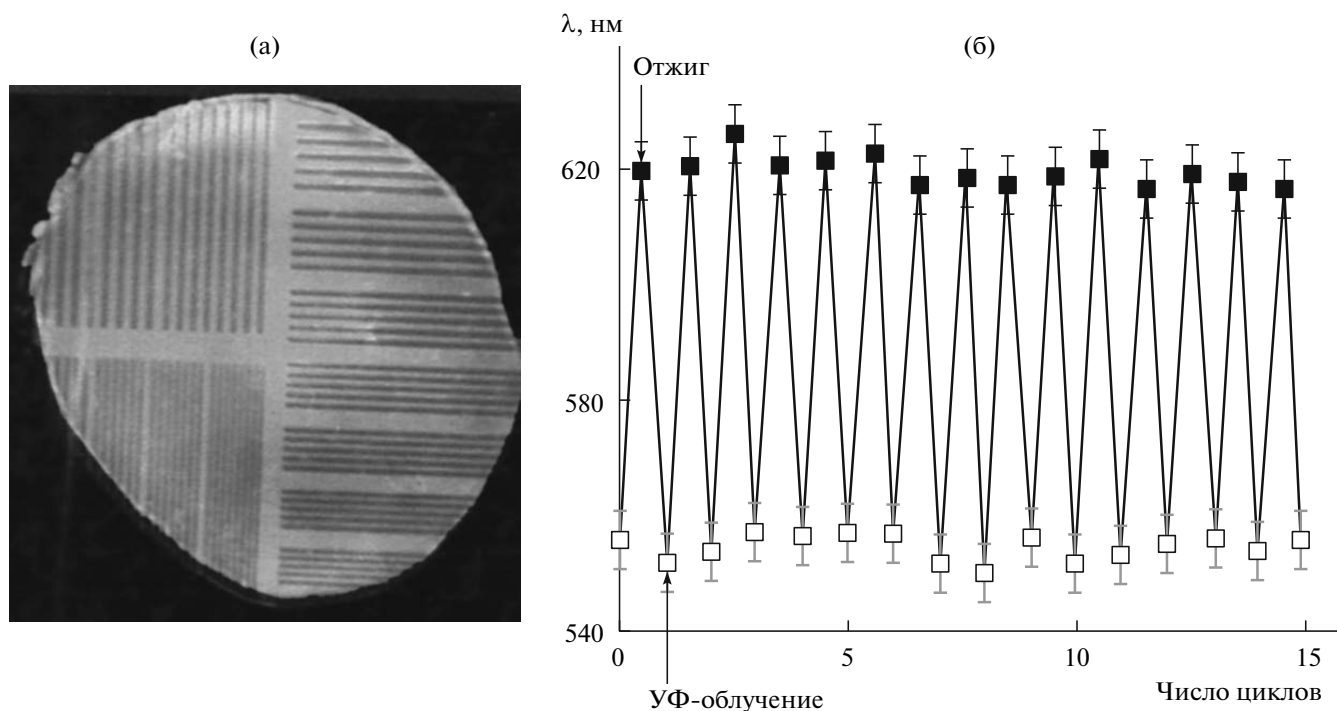 (а)
λ, нм
(б)
Отжиг
620
580
540
0
5
10
15
УФ-облучение
Число циклов